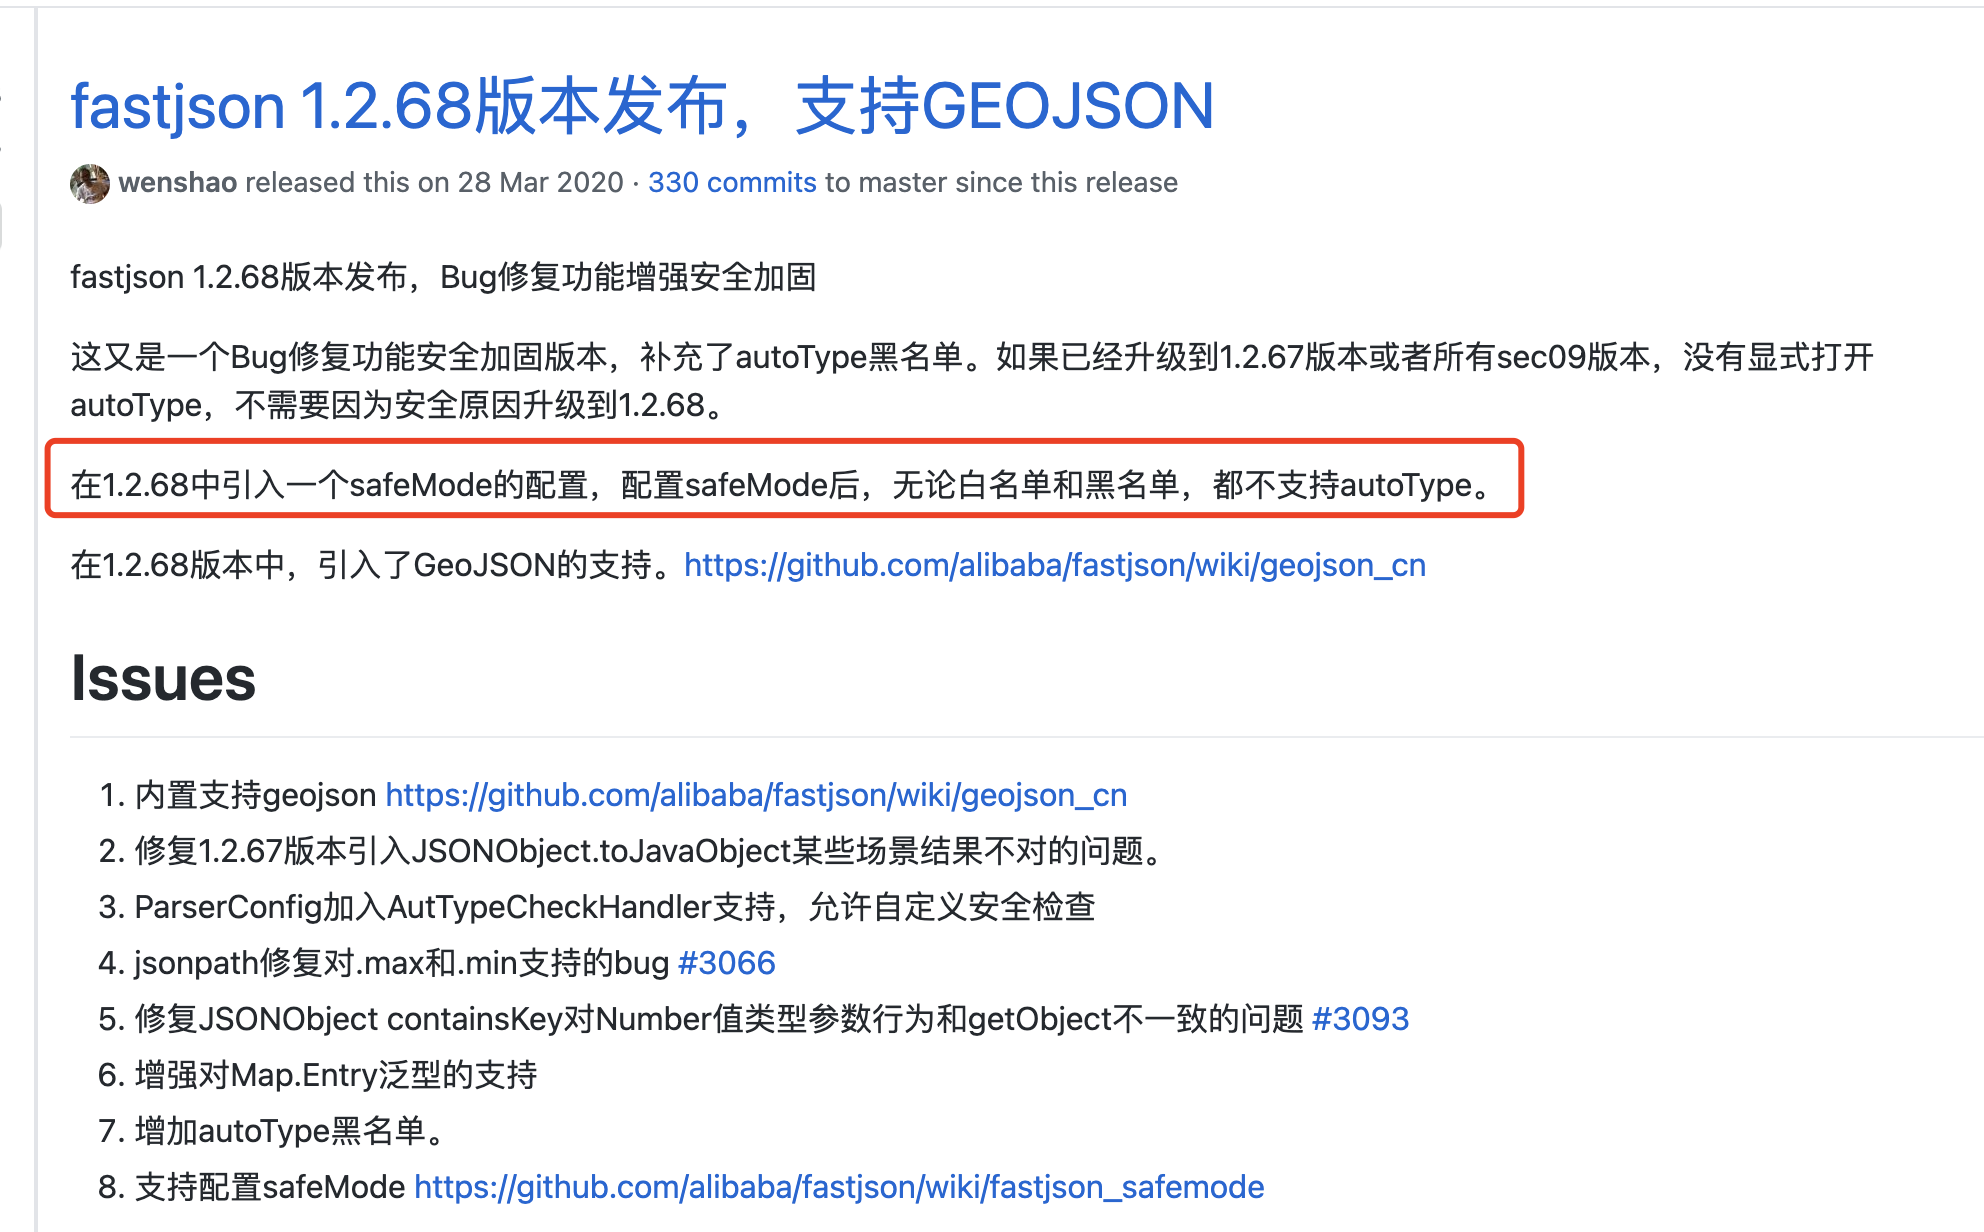 fastjson 1.2.68版本发布，支持GEOJSON
wenshao released this on 28 Mar 2020 · 330 commits to master since this release
fastjson 1.2.68版本发布，Bug修复功能增强安全加固
这又是一个Bug修复功能安全加固版本，补充了autoType黑名单。如果已经升级到1.2.67版本或者所有sec09版本，没有显式打开
autoType，不需要因为安全原因升级到1.2.68。
在1.2.68中引入一个safeMode的配置，配置safeMode后，无论白名单和黑名单，都不支持autoType。
在1.2.68版本中，引入了GeoJSON的支持。https://github.com/alibaba/fastjson/wiki/geojson_cn
Issues
1. 内置支持geojson https://github.com/alibaba/fastjson/wiki/geojson_cn
2. 修复1.2.67版本引入JSONObject.toJavaObject某些场景结果不对的问题。
3. ParserConfig加入AutTypeCheckHandler支持，允许自定义安全检查
4. jsonpath修复对.max和.min支持的bug #3066
5. 修复JSONObject containsKey对Number值类型参数行为和getObject不一致的问题 #3093
6. 增强对Map.Entry泛型的支持
7. 增加autoType黑名单。
8. 支持配置safeMode https://github.com/alibaba/fastjson/wiki/fastjson_safemode